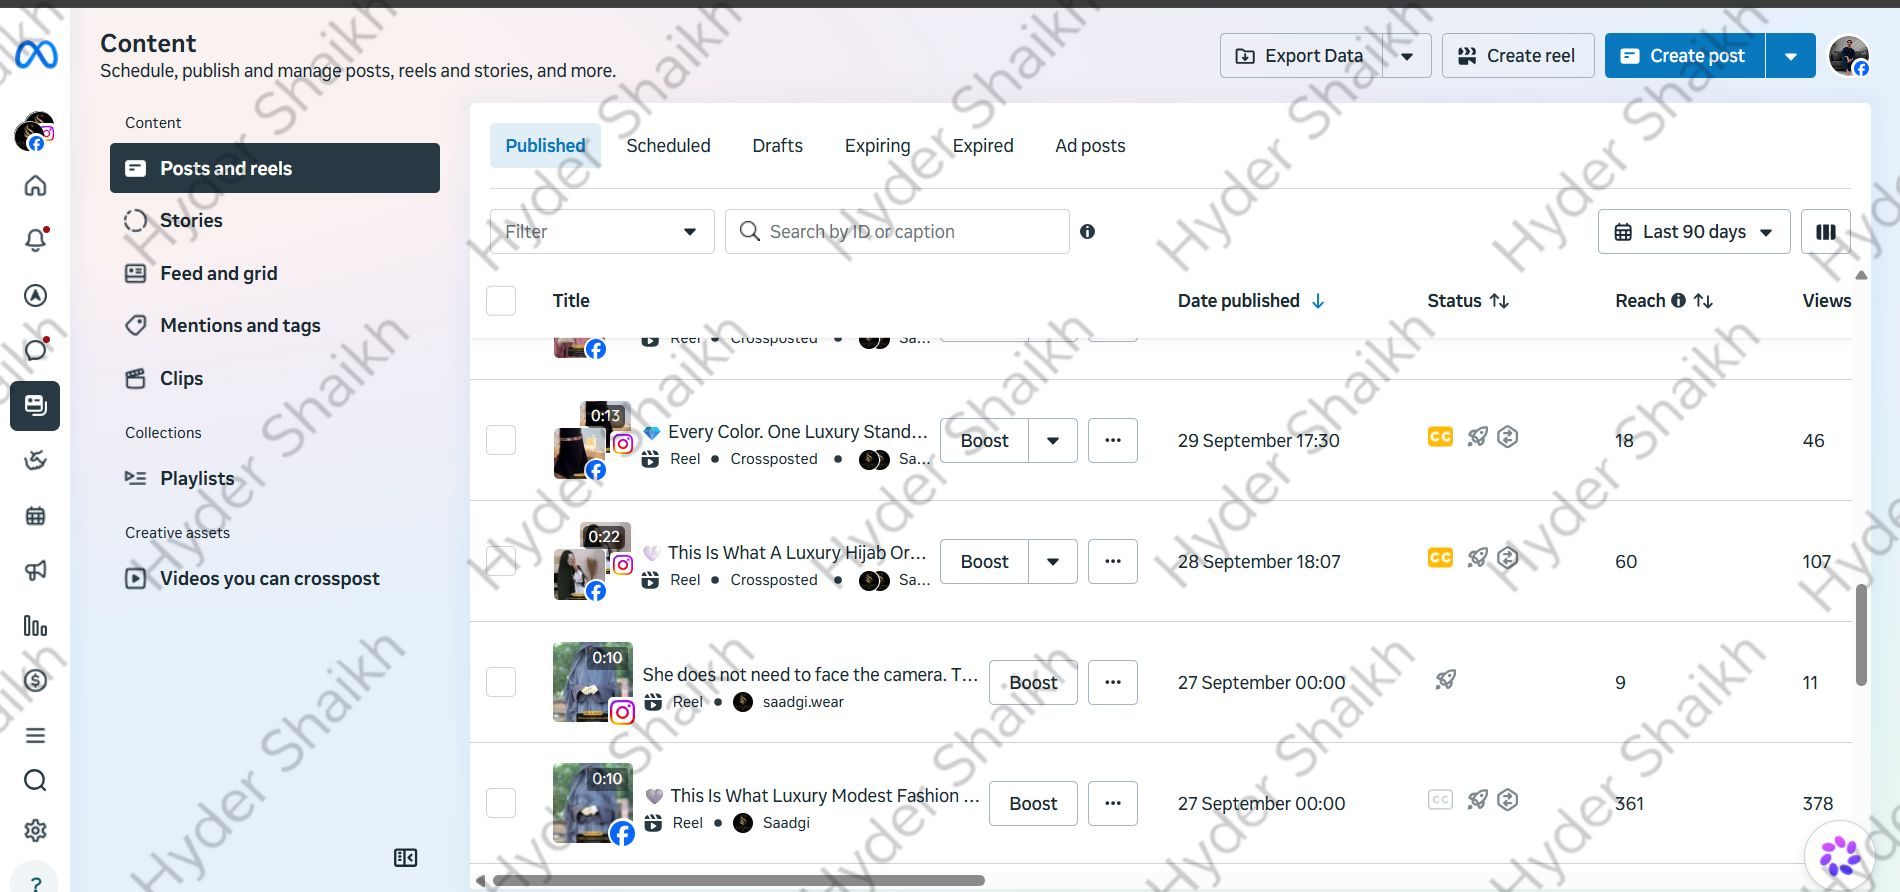 Content
Schedule, publish and manage posts, reels and stories, and more.
Export Data
Create reel
Create post
Content
Posts and reels
Stories
Feed and grid
Mentions and tags
Clips
Collections
Playlists
Creative assets
Videos you can crosspost
Published Scheduled Drafts Expiring Expired Ad posts
Filter
Search by ID or caption
Last 90 days
Title Date published Status Reach Views
Reel • Crossposted • Sa...
0:13
💎 Every Color. One Luxury Stand...
Reel • Crossposted • Sa...
Boost
29 September 17:30
CC
18
46
0:22
🤍 This Is What A Luxury Hijab Or...
Reel • Crossposted • Sa...
Boost
28 September 18:07
CC
60
107
0:10
She does not need to face the camera. T...
Reel • saadgi.wear
Boost
27 September 00:00
9
11
0:10
🩶 This Is What Luxury Modest Fashion ...
Reel • Saadgi
Boost
27 September 00:00
CC
361
378
?
Hyder Shaikh